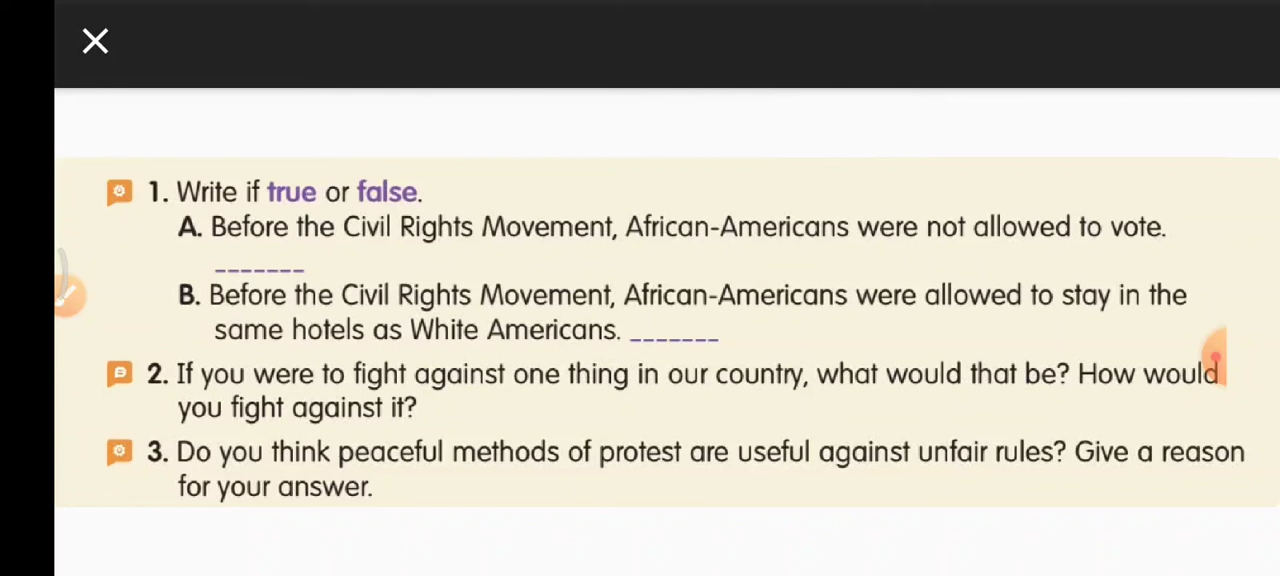 1. Write if true or false.
A. Before the Civil Rights Movement, African-Americans were not allowed to vote.
_______
B. Before the Civil Rights Movement, African-Americans were allowed to stay in the
same hotels as White Americans. _______
2. If you were to fight against one thing in our country, what would that be? How would
you fight against it?
3. Do you think peaceful methods of protest are useful against unfair rules? Give a reason
for your answer.